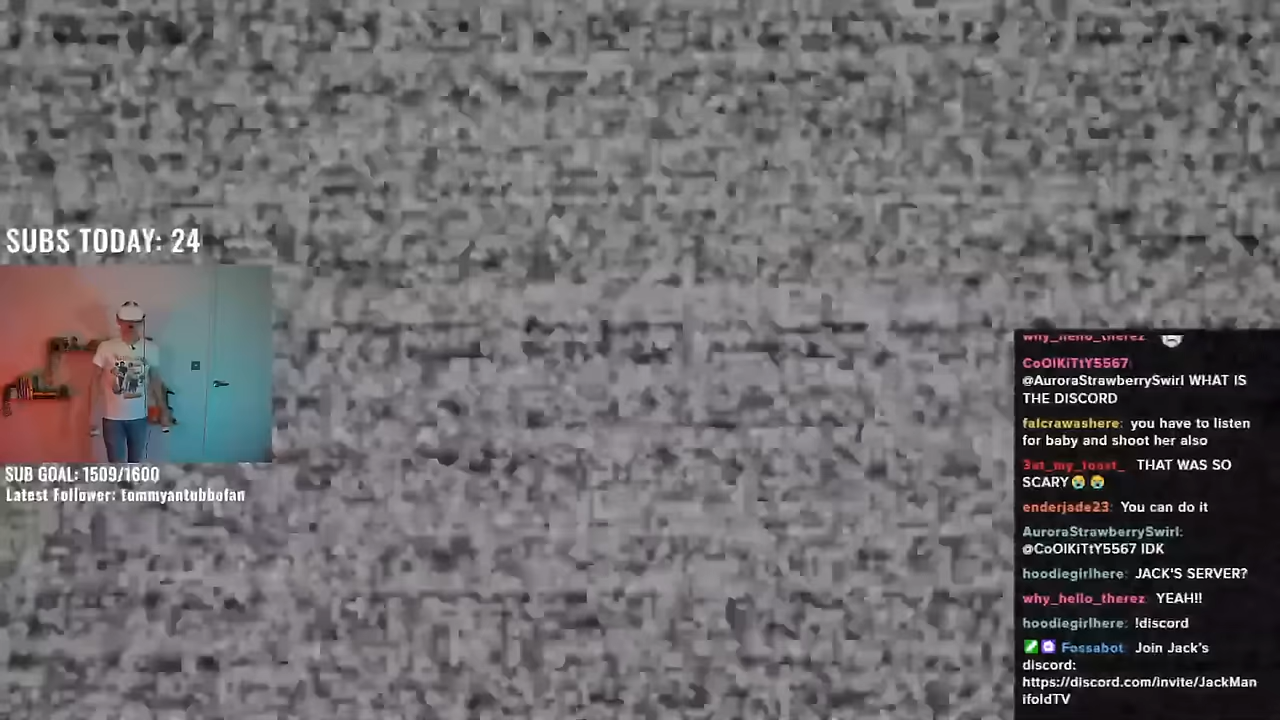 SUBS TODAY: 24
SUB GOAL: 1509/1600
Latest Follower: tommyantubbofan
why_hello_therez
CoOlKiTtY5567:
@AuroraStrawberrySwirl WHAT IS
THE DISCORD
falcrawashere: you have to listen
for baby and shoot her also
3at_my_toast_ THAT WAS SO
SCARY😭😭
enderjade23: You can do it
AuroraStrawberrySwirl:
@CoOlKiTtY5567 IDK
hoodiegirlhere: JACK'S SERVER?
why_hello_therez YEAH!!
hoodiegirlhere: !discord
Fossabot Join Jack's
discord:
https://discord.com/invite/JackMan
ifoldTV